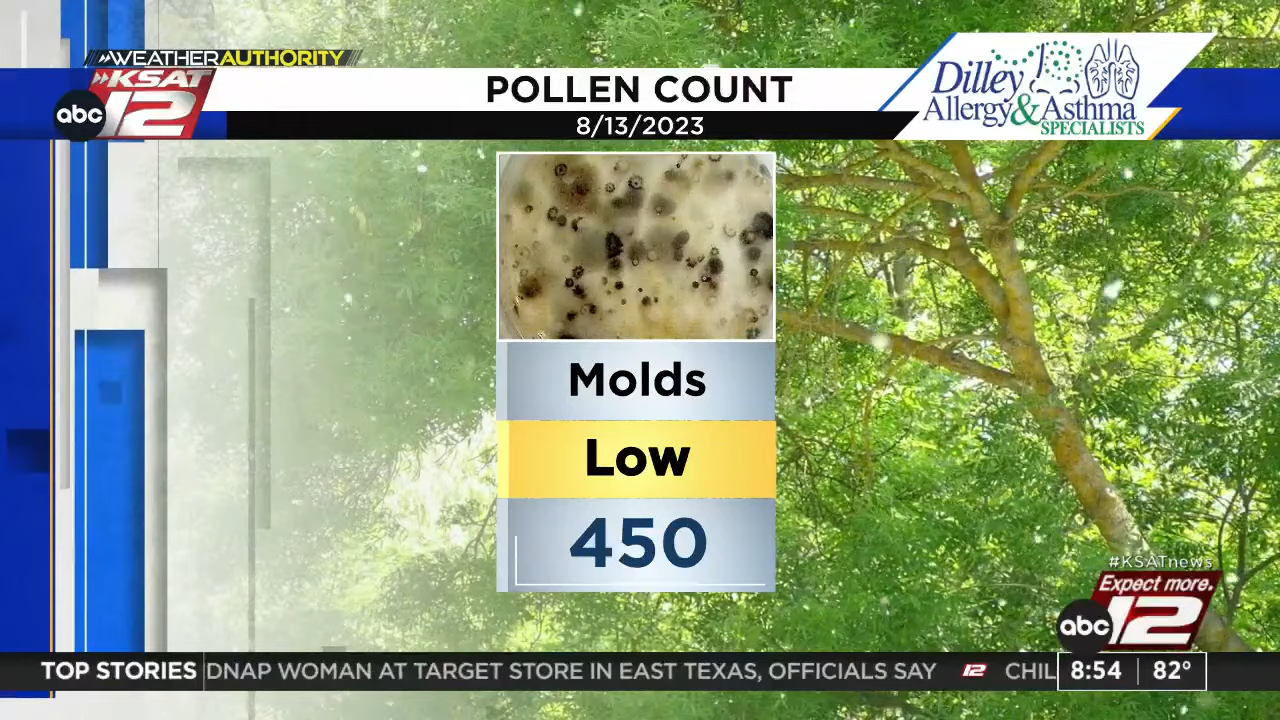 WEATHERAUTHORITY
KSAT
abc 12
POLLEN COUNT
8/13/2023
Dilley
Allergy&Asthma
SPECIALISTS
Molds
Low
450
#KSATnews
Expect more.
abc 12
TOP STORIES DNAP WOMAN AT TARGET STORE IN EAST TEXAS, OFFICIALS SAY 12 CHIL 8:54 82°